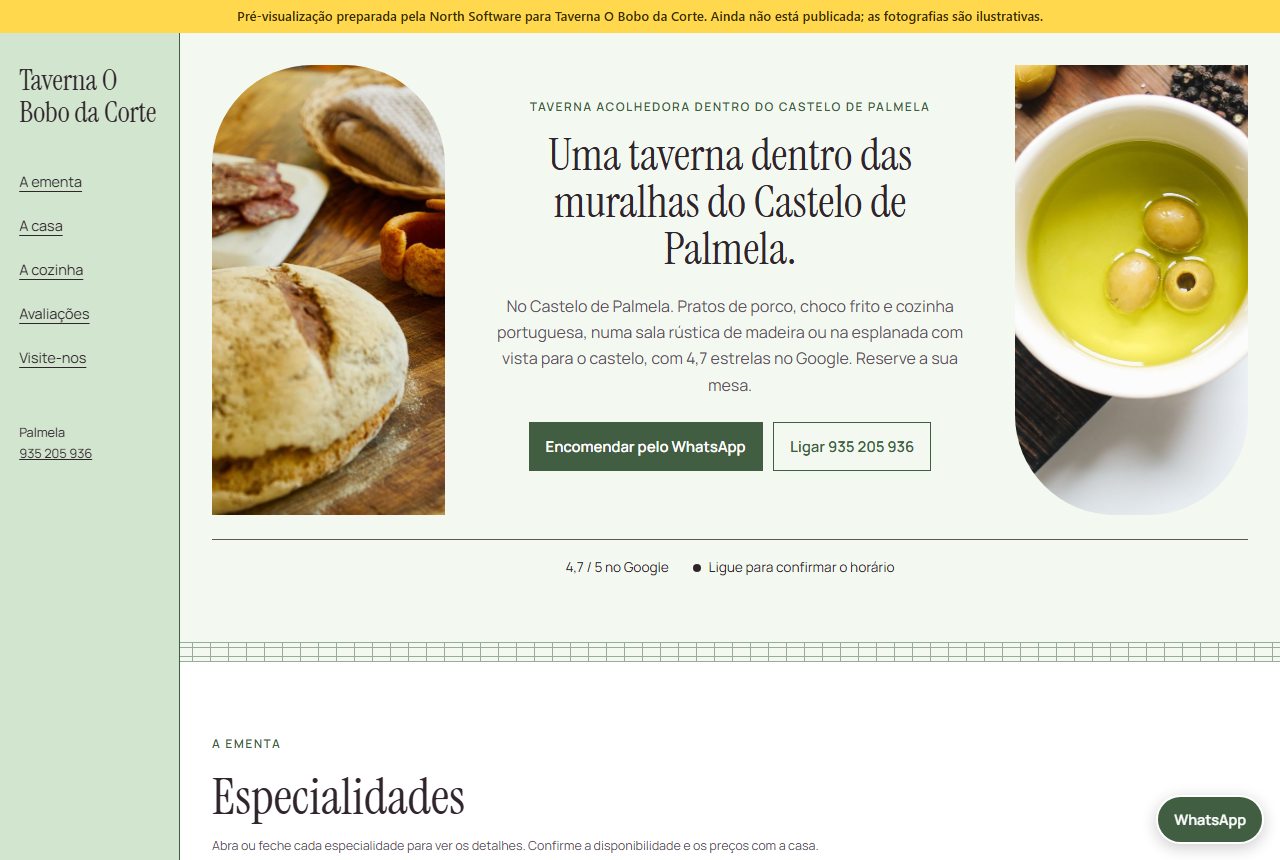 Pré-visualização preparada pela North Software para Taverna O Bobo da Corte. Ainda não está publicada; as fotografias são ilustrativas.
Taverna O
Bobo da Corte
A ementa
A casa
A cozinha
Avaliações
Visite-nos
Palmela
935 205 936
TAVERNA ACOLHEDORA DENTRO DO CASTELO DE PALMELA
Uma taverna dentro das
muralhas do Castelo de
Palmela.
No Castelo de Palmela. Pratos de porco, choco frito e cozinha
portuguesa, numa sala rústica de madeira ou na esplanada com
vista para o castelo, com 4,7 estrelas no Google. Reserve a sua
mesa.
Encomendar pelo WhatsApp
Ligar 935 205 936
4,7 / 5 no Google
Ligue para confirmar o horário
A EMENTA
Especialidades
Abra ou feche cada especialidade para ver os detalhes. Confirme a disponibilidade e os preços com a casa.
WhatsApp